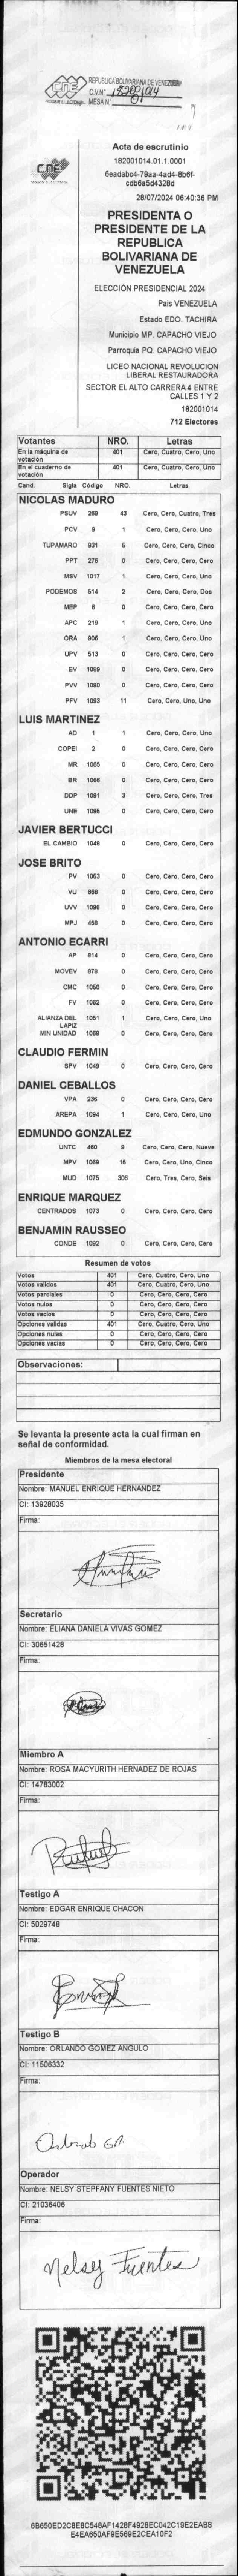 CNE
PODER ELECTORAL
REPUBLICA BOLIVARIANA DE VENEZUELA
C.V.N° 182001014
MESA N° 01
CNE
Acta de escrutinio
182001014.01.1.0001
28/07/2024 06:40:36 PM
PRESIDENTA O
PRESIDENTE DE LA
REPUBLICA
BOLIVARIANA DE
VENEZUELA
ELECCIÓN PRESIDENCIAL 2024
Pais VENEZUELA
Estado EDO. TACHIRA
Municipio MP. CAPACHO VIEJO
Parroquia PQ. CAPACHO VIEJO
LICEO NACIONAL REVOLUCION
LIBERAL RESTAURADORA
SECTOR EL ALTO CARRERA 4 ENTRE
CALLES 1 Y 2
182001014
712 Electores
Votantes NRO. Letras
En la máquina de votación 401 Cero, Cuatro, Cero, Uno
En el cuaderno de votación 401 Cero, Cuatro, Cero, Uno
Cand. Sigla Código NRO. Letras
NICOLAS MADURO
PSUV 269 43 Cero, Cero, Cuatro, Tres
PCV 9 1 Cero, Cero, Cero, Uno
TUPAMARO 931 5 Cero, Cero, Cero, Cinco
PPT 276 0 Cero, Cero, Cero, Cero
MSV 1017 1 Cero, Cero, Cero, Uno
PODEMOS 514 2 Cero, Cero, Cero, Dos
MEP 6 0 Cero, Cero, Cero, Cero
APC 219 1 Cero, Cero, Cero, Uno
ORA 906 1 Cero, Cero, Cero, Uno
UPV 513 0 Cero, Cero, Cero, Cero
EV 1089 0 Cero, Cero, Cero, Cero
PVV 1090 0 Cero, Cero, Cero, Cero
PFV 1093 11 Cero, Cero, Uno, Uno
LUIS MARTINEZ
AD 1 1 Cero, Cero, Cero, Uno
COPEI 2 0 Cero, Cero, Cero, Cero
MR 1065 0 Cero, Cero, Cero, Cero
BR 1066 0 Cero, Cero, Cero, Cero
DDP 1091 3 Cero, Cero, Cero, Tres
UNE 1095 0 Cero, Cero, Cero, Cero
JAVIER BERTUCCI
EL CAMBIO 1048 0 Cero, Cero, Cero, Cero
JOSE BRITO
PV 1053 0 Cero, Cero, Cero, Cero
VU 868 0 Cero, Cero, Cero, Cero
UVV 1096 0 Cero, Cero, Cero, Cero
MPJ 458 0 Cero, Cero, Cero, Cero
ANTONIO ECARRI
AP 814 0 Cero, Cero, Cero, Cero
MOVEV 978 0 Cero, Cero, Cero, Cero
CMC 1050 0 Cero, Cero, Cero, Cero
FV 1052 0 Cero, Cero, Cero, Cero
ALIANZA DEL LAPIZ 1051 1 Cero, Cero, Cero, Uno
MIN UNIDAD 1068 0 Cero, Cero, Cero, Cero
CLAUDIO FERMIN
SPV 1049 0 Cero, Cero, Cero, Cero
DANIEL CEBALLOS
VPA 236 0 Cero, Cero, Cero, Cero
AREPA 1094 1 Cero, Cero, Cero, Uno
EDMUNDO GONZALEZ
UNTC 460 9 Cero, Cero, Cero, Nueve
MPV 1069 15 Cero, Cero, Uno, Cinco
MUD 1075 306 Cero, Tres, Cero, Seis
ENRIQUE MARQUEZ
CENTRADOS 1073 0 Cero, Cero, Cero, Cero
BENJAMIN RAUSSEO
CONDE 1092 0 Cero, Cero, Cero, Cero
Resumen de votos
Votos 401 Cero, Cuatro, Cero, Uno
Votos validos 401 Cero, Cuatro, Cero, Uno
Votos parciales 0 Cero, Cero, Cero, Cero
Votos nulos 0 Cero, Cero, Cero, Cero
Votos vacios 0 Cero, Cero, Cero, Cero
Opciones validas 401 Cero, Cuatro, Cero, Uno
Opciones nulas 0 Cero, Cero, Cero, Cero
Opciones vacias 0 Cero, Cero, Cero, Cero
Observaciones:
Se levanta la presente acta la cual firman en
señal de conformidad.
Miembros de la mesa electoral
Presidente
Nombre: MANUEL ENRIQUE HERNANDEZ
CI: 13928035
Firma:
Secretario
Nombre: ELIANA DANIELA VIVAS GOMEZ
CI: 30651428
Firma:
Miembro A
Nombre: ROSA MACYURITH HERNADEZ DE ROJAS
CI: 14783002
Firma:
Testigo A
Nombre: EDGAR ENRIQUE CHACON
CI: 5029748
Firma:
Testigo B
Nombre: ORLANDO GOMEZ ANGULO
CI: 11506332
Firma:
Orlando GA.
Operador
Nombre: NELSY STEPFANY FUENTES NIETO
CI: 21036406
Firma:
Nelsy Fuentes
6B650ED2C8E8C548AF1428F4928EC042C19E2EAB8
E4EA650AF9E569E2CEA10F2